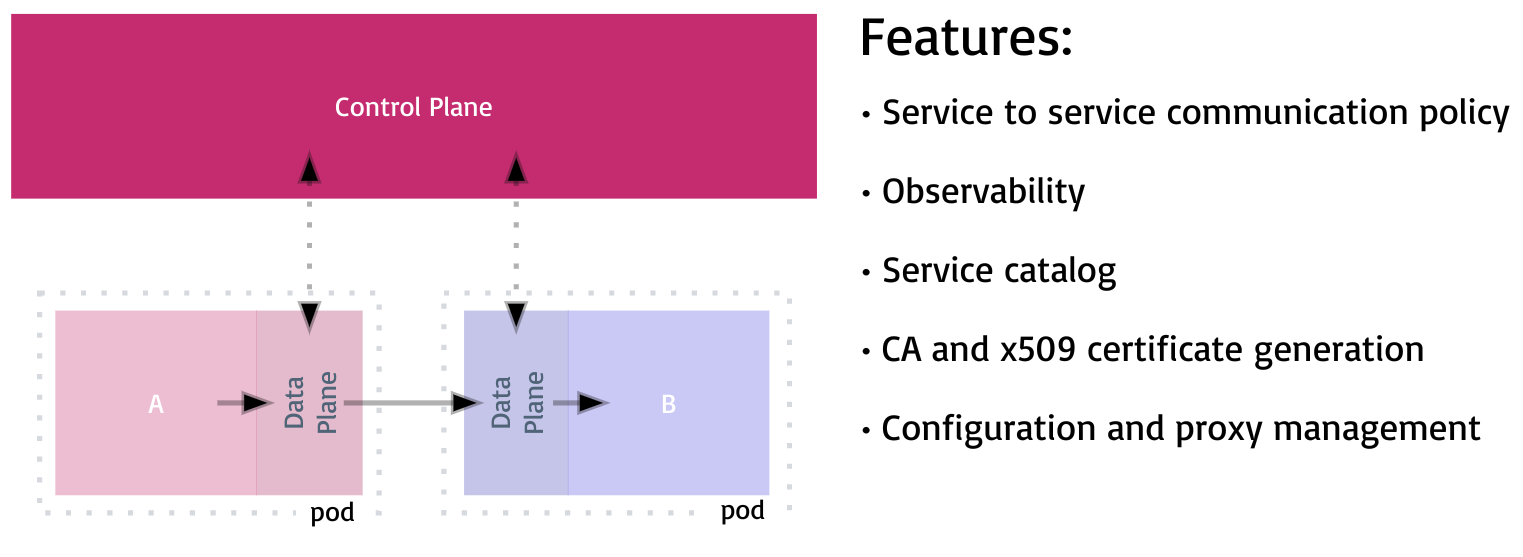 Control Plane
A
Data
Plane
pod
Data
Plane
B
pod
Features:
• Service to service communication policy
• Observability
• Service catalog
• CA and x509 certificate generation
• Configuration and proxy management